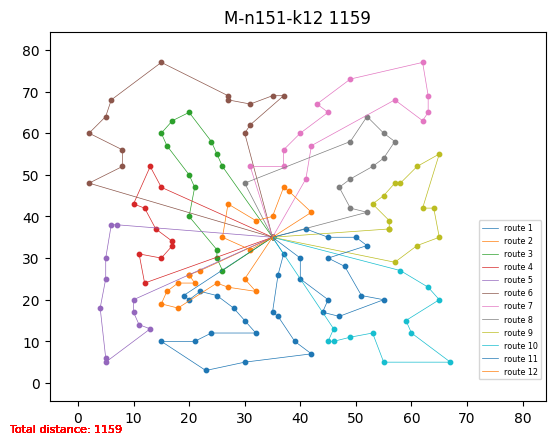 M-n151-k12 1159
80
70
60
50
40
30
20
10
0
route 1
route 2
route 3
route 4
route 5
route 6
route 7
route 8
route 9
route 10
route 11
route 12
0 10 20 30 40 50 60 70 80
Total distance: 1159